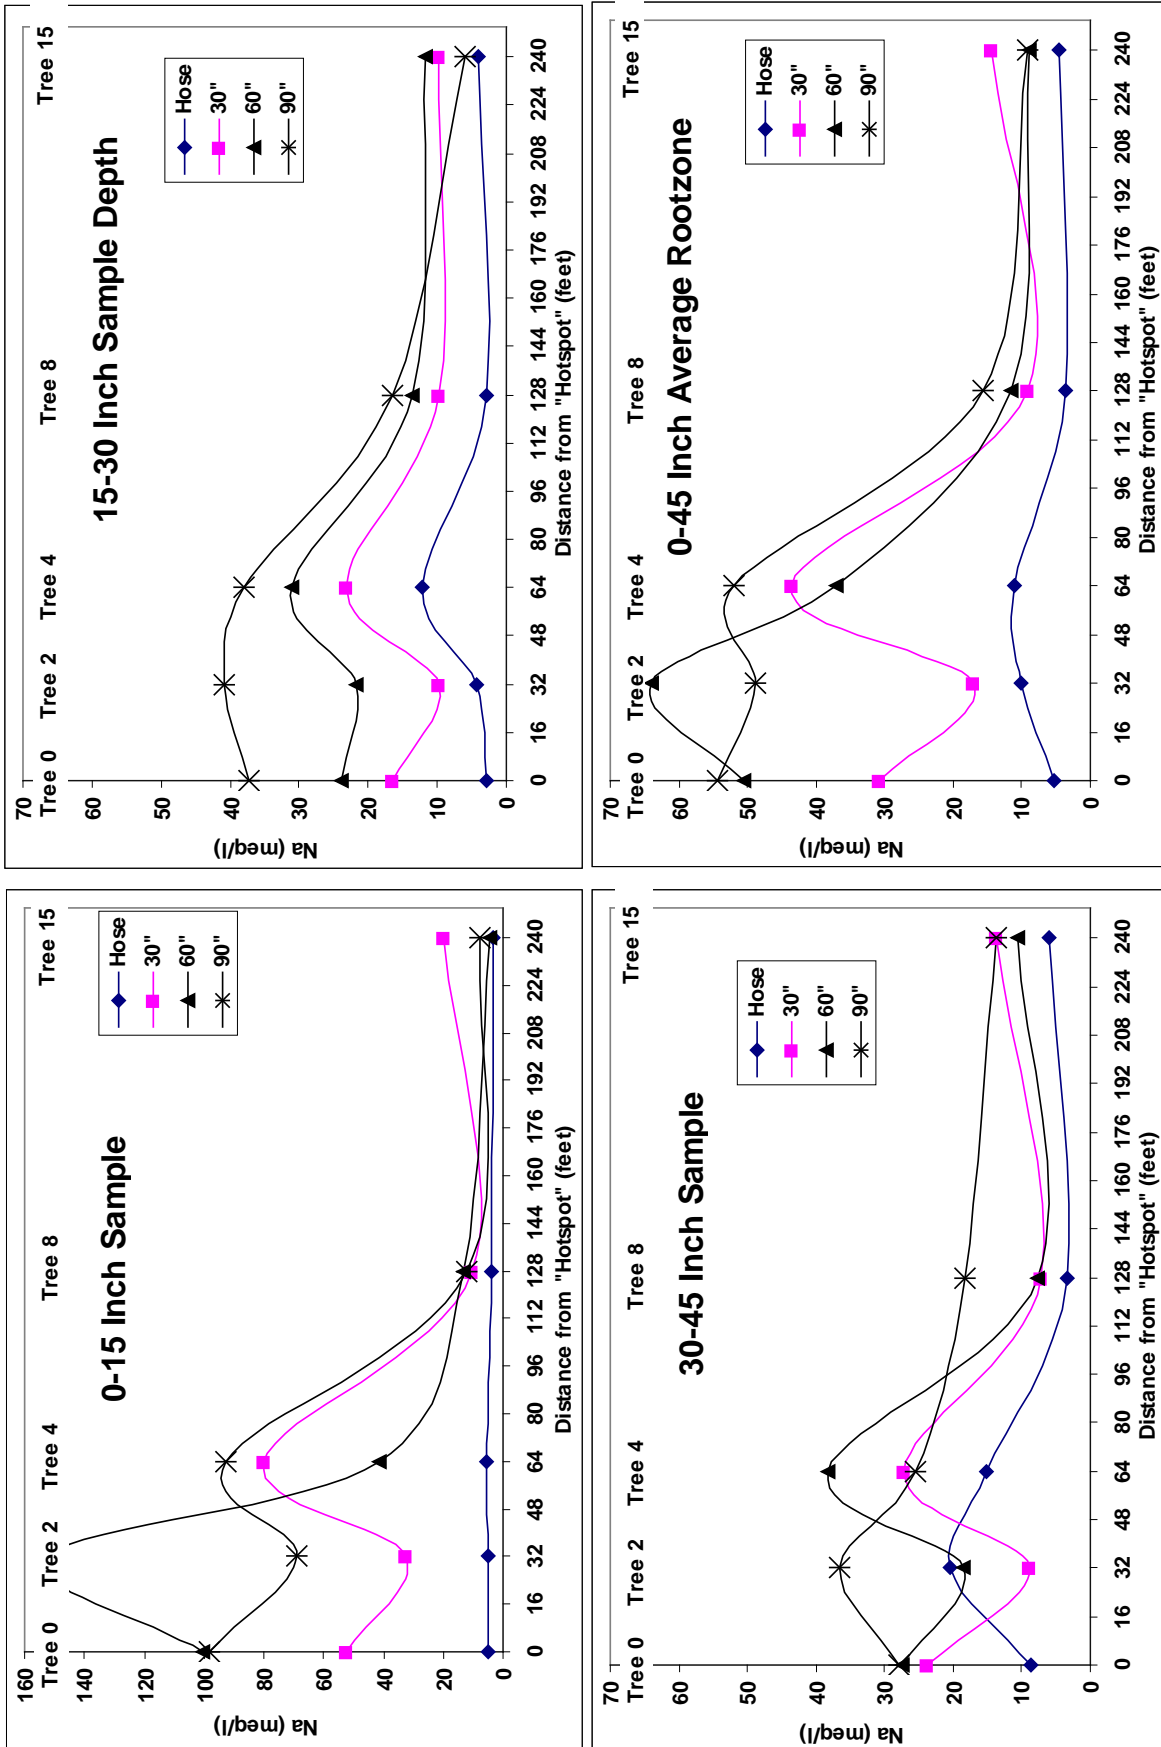 0-15 Inch Sample
Tree 0 Tree 2 Tree 4 Tree 8 Tree 15
160
140
120
100
80
60
40
20
0
Na (meq/l)
0 16 32 48 64 80 96 112 128 144 160 176 192 208 224 240
Distance from "Hotspot" (feet)
Hose
30"
60"
90"
15-30 Inch Sample Depth
Tree 0 Tree 2 Tree 4 Tree 8 Tree 15
70
60
50
40
30
20
10
0
Na (meq/l)
0 16 32 48 64 80 96 112 128 144 160 176 192 208 224 240
Distance from "Hotspot" (feet)
Hose
30"
60"
90"
30-45 Inch Sample
Tree 0 Tree 2 Tree 4 Tree 8 Tree 15
70
60
50
40
30
20
10
0
Na (meq/l)
0 16 32 48 64 80 96 112 128 144 160 176 192 208 224 240
Distance from "Hotspot" (feet)
Hose
30"
60"
90"
0-45 Inch Average Rootzone
Tree 0 Tree 2 Tree 4 Tree 8 Tree 15
70
60
50
40
30
20
10
0
Na (meq/l)
0 16 32 48 64 80 96 112 128 144 160 176 192 208 224 240
Distance from "Hotspot" (feet)
Hose
30"
60"
90"